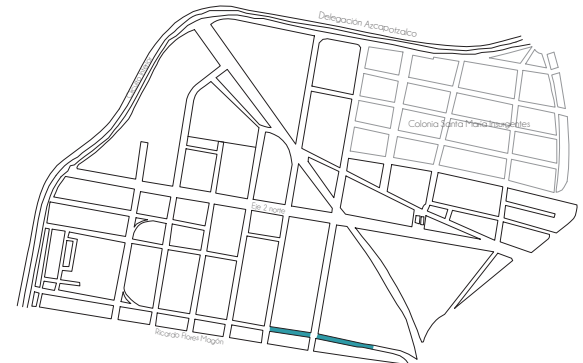 Delegación Azcapotzalco
Colonia Santa María Insurgentes
Eje 2 norte
Ricardo Flores Magón